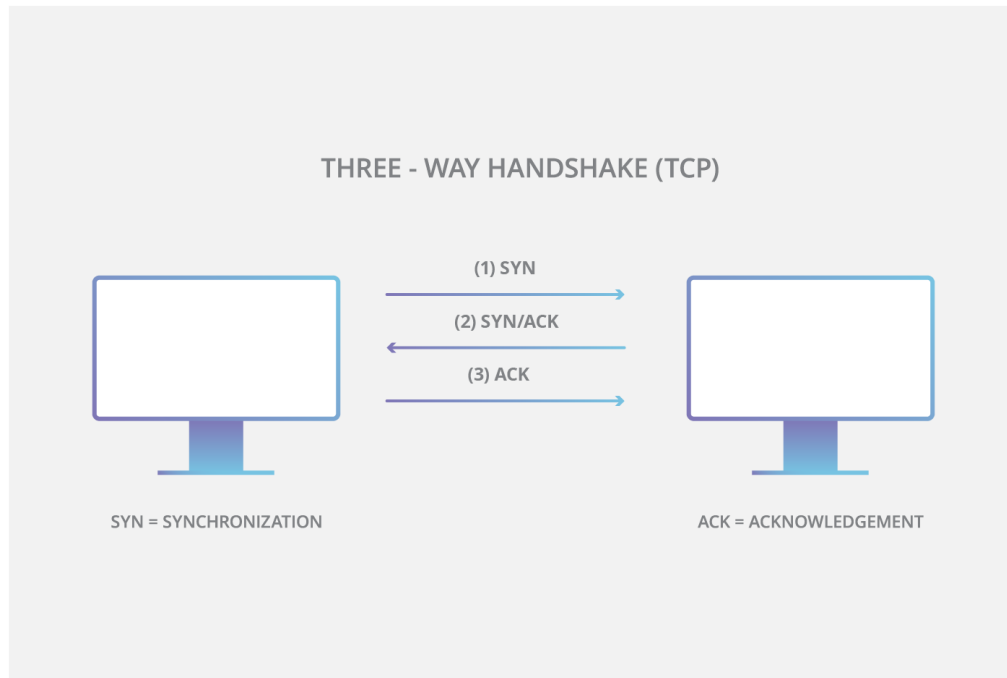 THREE - WAY HANDSHAKE (TCP)
(1) SYN
(2) SYN/ACK
(3) ACK
SYN = SYNCHRONIZATION
ACK = ACKNOWLEDGEMENT